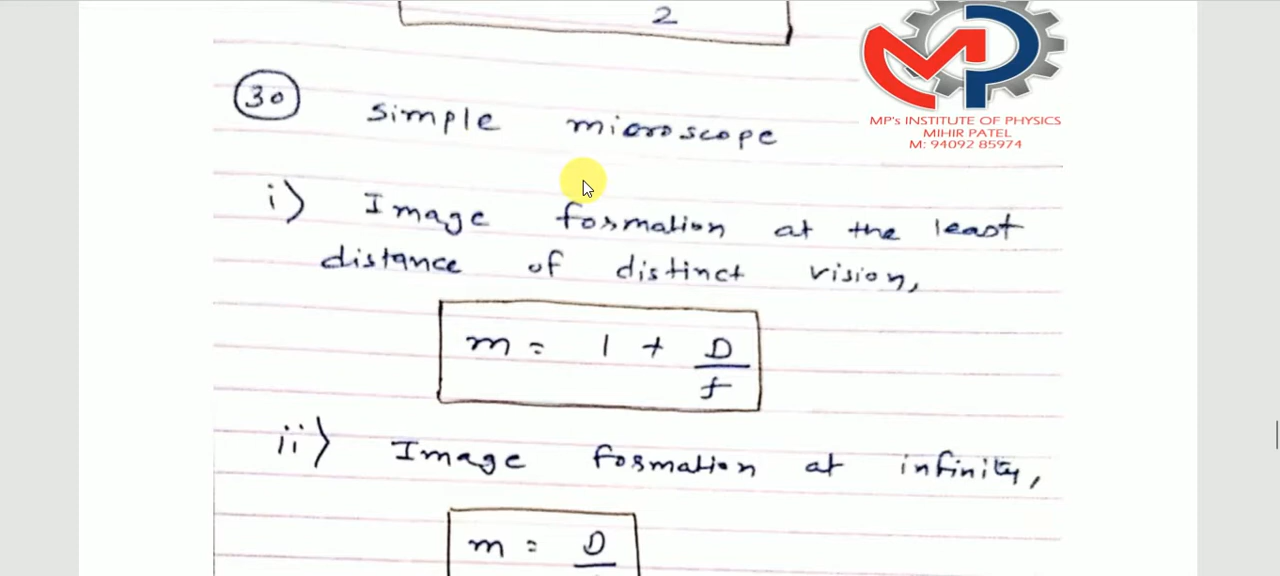 2
MP's INSTITUTE OF PHYSICS
MIHIR PATEL
M: 94092 85974
30 Simple microscope
i) Image formation at the least
distance of distinct vision,
m = 1 + D/f
ii) Image formation at infinity,
m = D